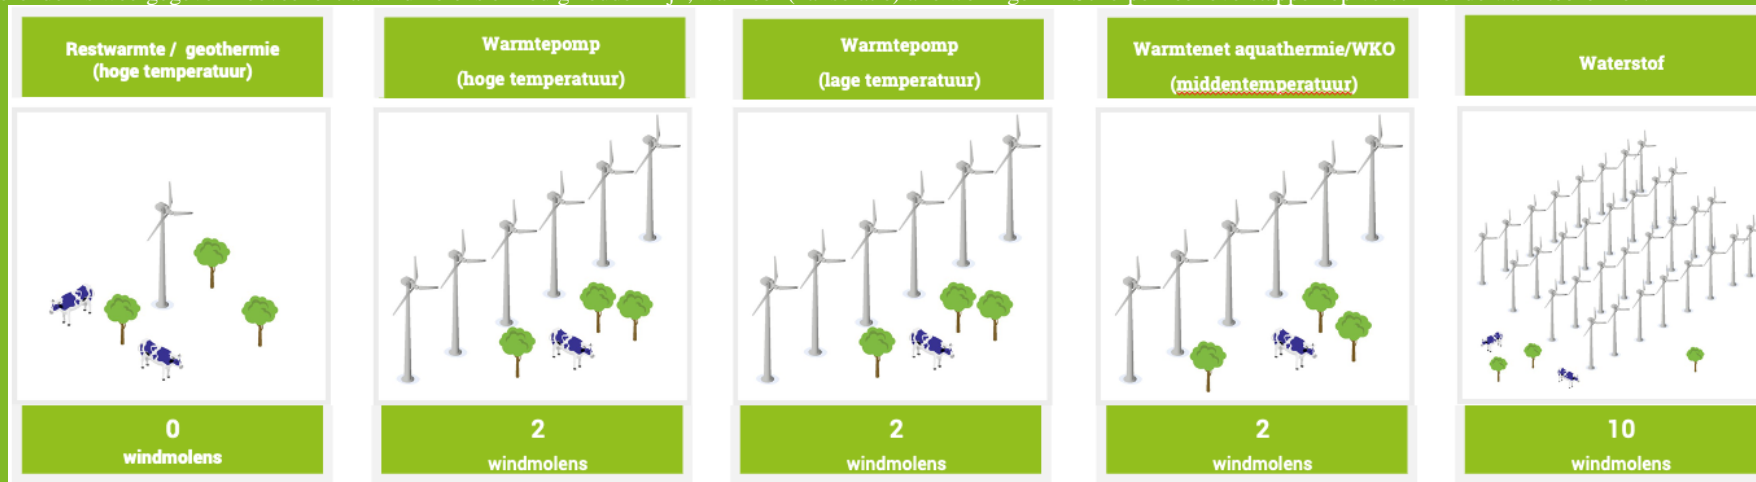 Restwarmte / geothermie
(hoge temperatuur)
Warmtepomp
(hoge temperatuur)
Warmtepomp
(lage temperatuur)
Warmtenet aquathermie/WKO
(middentemperatuur)
Waterstof
0
windmolens
2
windmolens
2
windmolens
2
windmolens
10
windmolens